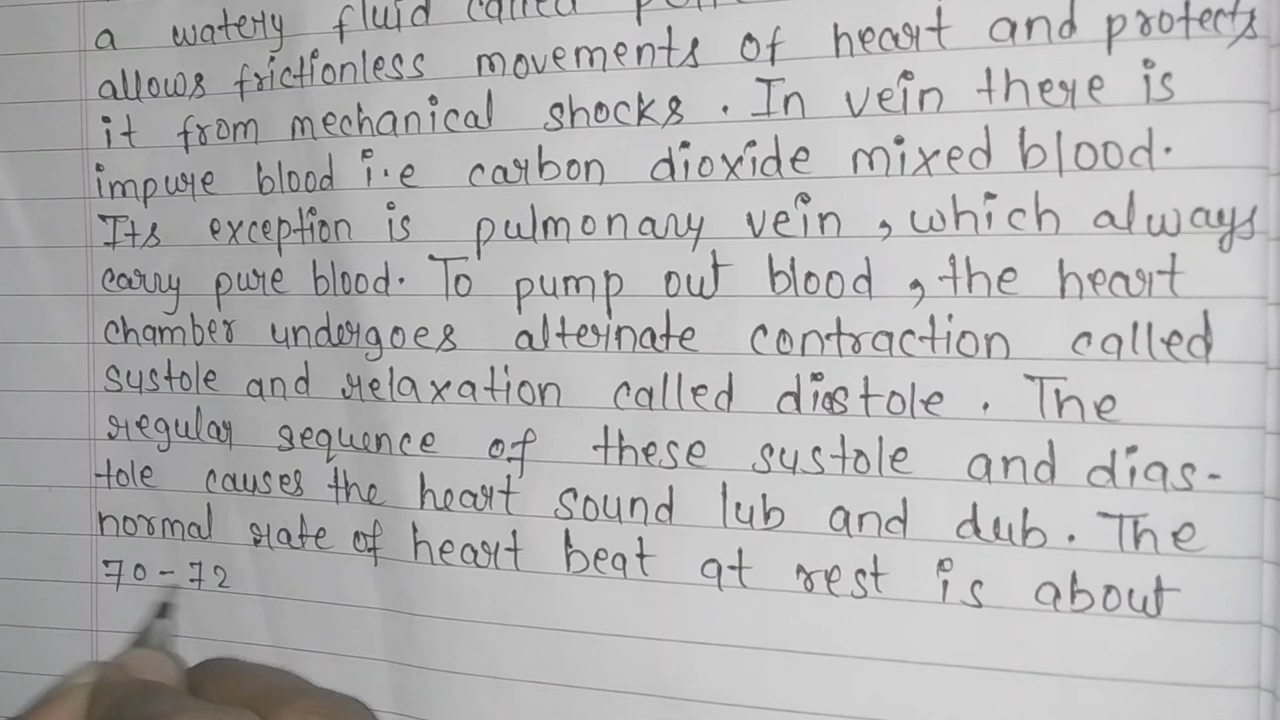 a watery fluid called
allows frictionless movements of heart and protects
it from mechanical shocks. In vein there is
impure blood i.e carbon dioxide mixed blood.
Its exception is pulmonary vein, which always
carry pure blood. To pump out blood, the heart
chamber undergoes alternate contraction called
systole and relaxation called diastole. The
regular sequence of these systole and dias-
tole causes the heart sound lub and dub. The
normal rate of heart beat at rest is about
70-72